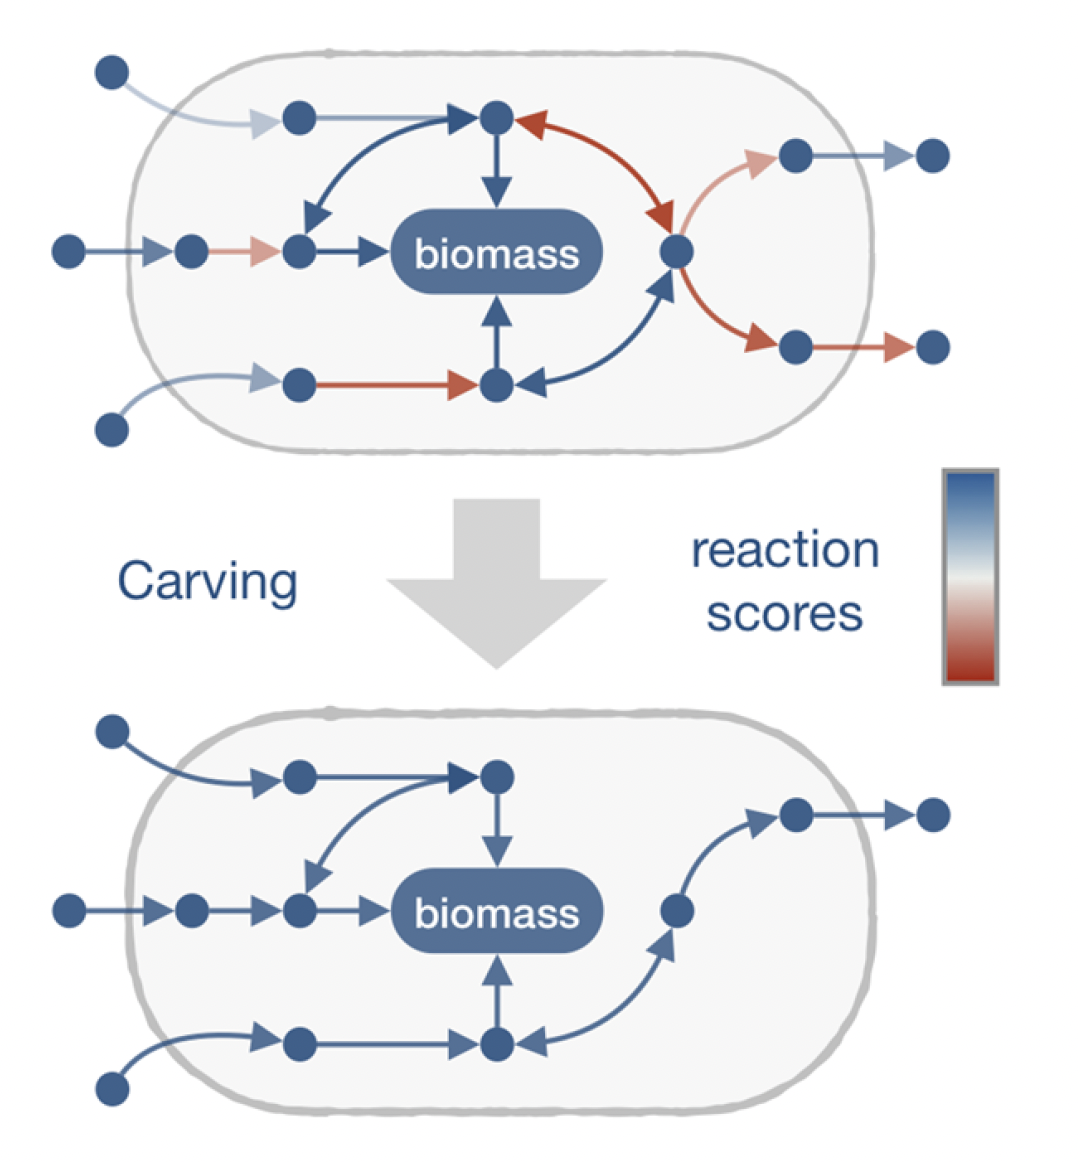 biomass
Carving
reaction
scores
biomass